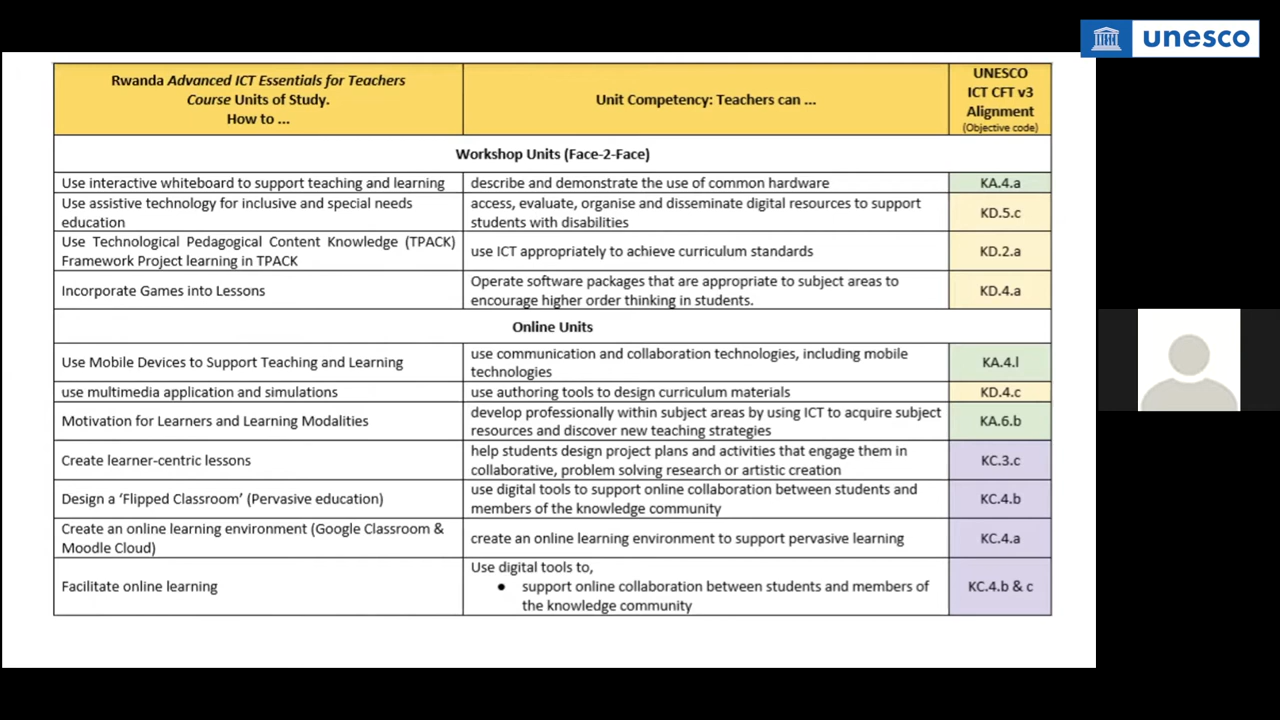 unesco
Rwanda Advanced ICT Essentials for Teachers
Course Units of Study.
How to ...
Unit Competency: Teachers can ...
UNESCO
ICT CFT v3
Alignment
(Objective code)
Workshop Units (Face-2-Face)
Use interactive whiteboard to support teaching and learning
describe and demonstrate the use of common hardware
KA.4.a
Use assistive technology for inclusive and special needs
education
access, evaluate, organise and disseminate digital resources to support
students with disabilities
KD.5.c
Use Technological Pedagogical Content Knowledge (TPACK)
Framework Project learning in TPACK
use ICT appropriately to achieve curriculum standards
KD.2.a
Incorporate Games into Lessons
Operate software packages that are appropriate to subject areas to
encourage higher order thinking in students.
KD.4.a
Online Units
Use Mobile Devices to Support Teaching and Learning
use communication and collaboration technologies, including mobile
technologies
KA.4.l
use multimedia application and simulations
use authoring tools to design curriculum materials
KD.4.c
Motivation for Learners and Learning Modalities
develop professionally within subject areas by using ICT to acquire subject
resources and discover new teaching strategies
KA.6.b
Create learner-centric lessons
help students design project plans and activities that engage them in
collaborative, problem solving research or artistic creation
KC.3.c
Design a ‘Flipped Classroom’ (Pervasive education)
use digital tools to support online collaboration between students and
members of the knowledge community
KC.4.b
Create an online learning environment (Google Classroom &
Moodle Cloud)
create an online learning environment to support pervasive learning
KC.4.a
Facilitate online learning
Use digital tools to,
● support online collaboration between students and members of
the knowledge community
KC.4.b & c